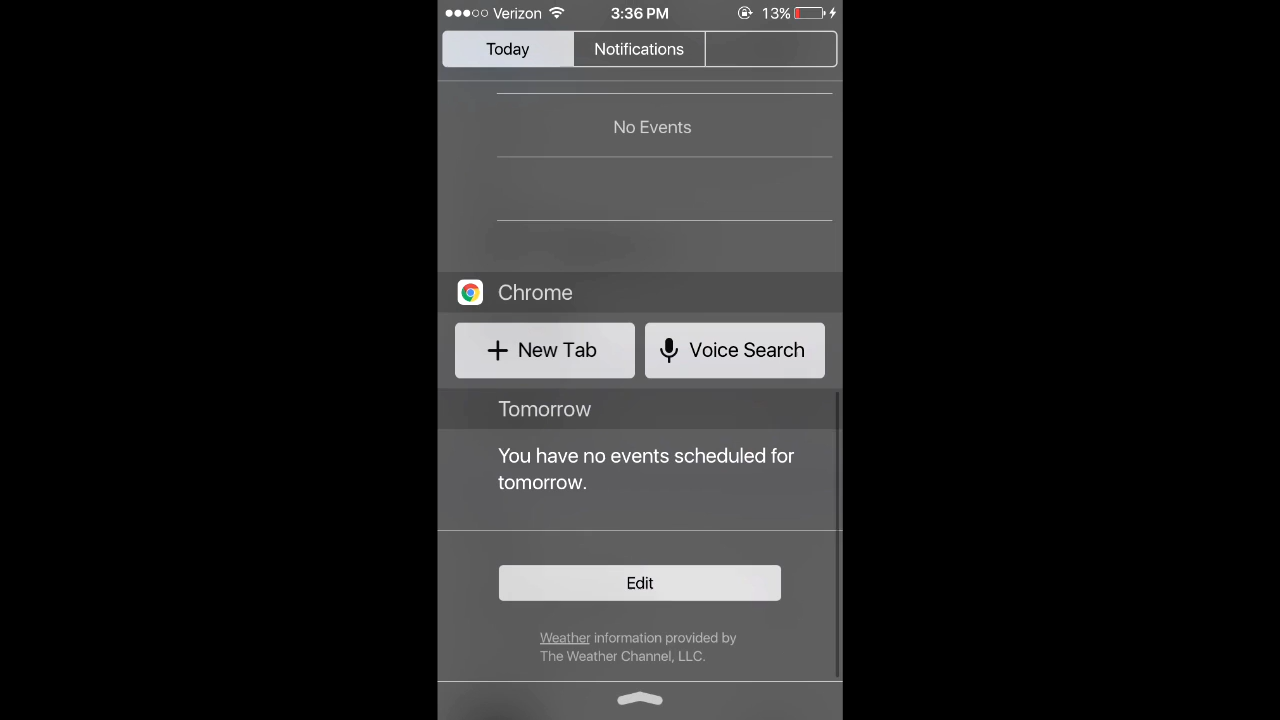 Verizon 3:36 PM 13%
Today Notifications
No Events
Chrome
New Tab Voice Search
Tomorrow
You have no events scheduled for
tomorrow.
Edit
Weather information provided by
The Weather Channel, LLC.